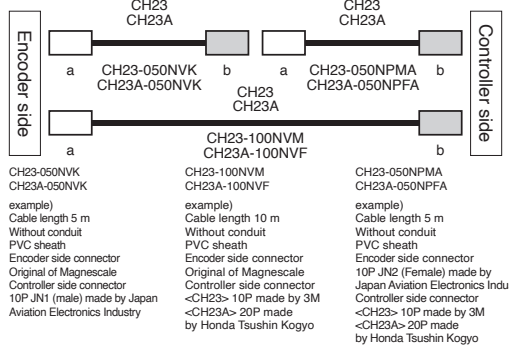 CH23
CH23A
CH23
CH23A
Encoder side
a
CH23-050NVK
CH23A-050NVK
b
a
CH23-050NPMA
CH23A-050NPFA
b
Controller side
CH23
CH23A
a
CH23-100NVM
CH23A-100NVF
b
CH23-050NVK
CH23A-050NVK
example)
Cable length 5 m
Without conduit
PVC sheath
Encoder side connector
Original of Magnescale
Controller side connector
10P JN1 (male) made by Japan
Aviation Electronics Industry
CH23-100NVM
CH23A-100NVF
example)
Cable length 10 m
Without conduit
PVC sheath
Encoder side connector
Original of Magnescale
Controller side connector
<CH23> 10P made by 3M
<CH23A> 20P made
by Honda Tsushin Kogyo
CH23-050NPMA
CH23A-050NPFA
example)
Cable length 5 m
Without conduit
PVC sheath
Encoder side connector
10P JN2 (Female) made by
Japan Aviation Electronics Indu
Controller side connector
<CH23> 10P made by 3M
<CH23A> 20P made
by Honda Tsushin Kogyo